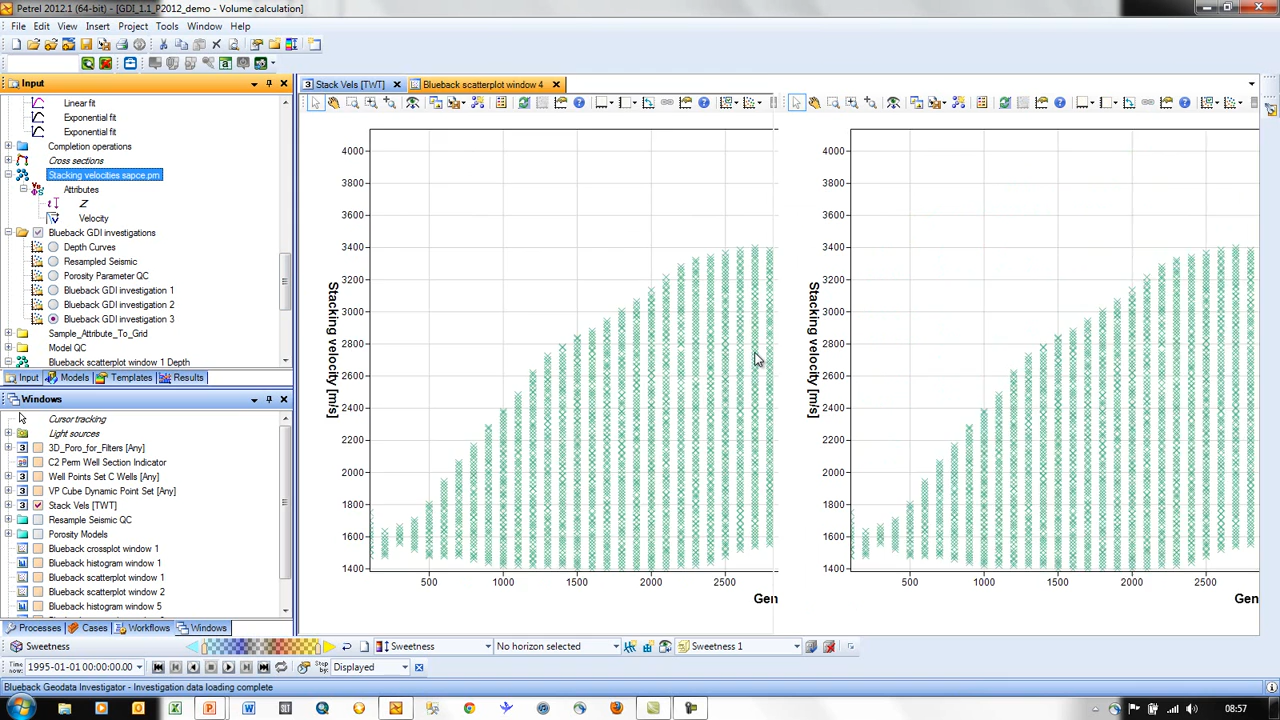 Petrel 2012.1 (64-bit) - [GDI_1.1_P2012_demo - Volume calculation]
File Edit View Insert Project Tools Window Help
Input
Stack Vels [TWT]
Blueback scatterplot window 4
Linear fit
Exponential fit
Exponential fit
Completion operations
Cross sections
Stacking velocities sapce.pm
Attributes
Z
Velocity
Blueback GDI investigations
Depth Curves
Resampled Seismic
Porosity Parameter QC
Blueback GDI investigation 1
Blueback GDI investigation 2
Blueback GDI investigation 3
Sample_Attribute_To_Grid
Model QC
Blueback scatterplot window 1 Depth
Input Models Templates Results
Windows
Cursor tracking
Light sources
3D_Poro_for_Filters [Any]
C2 Perm Well Section Indicator
Well Points Set C Wells [Any]
VP Cube Dynamic Point Set [Any]
Stack Vels [TWT]
Resample Seismic QC
Porosity Models
Blueback crossplot window 1
Blueback histogram window 1
Blueback scatterplot window 1
Blueback scatterplot window 2
Blueback histogram window 5
Processes Cases Workflows Windows
4000
3800
3600
3400
3200
3000
2800
2600
2400
2200
2000
1800
1600
1400
Stacking velocity [m/s]
500 1000 1500 2000 2500
Gen
4000
3800
3600
3400
3200
3000
2800
2600
2400
2200
2000
1800
1600
1400
Stacking velocity [m/s]
500 1000 1500 2000 2500
Gen
Sweetness
Sweetness
No horizon selected
Sweetness 1
Time now: 1995-01-01 00:00:00.00
Step by: Displayed
Blueback Geodata Investigator - Investigation data loading complete
08:57